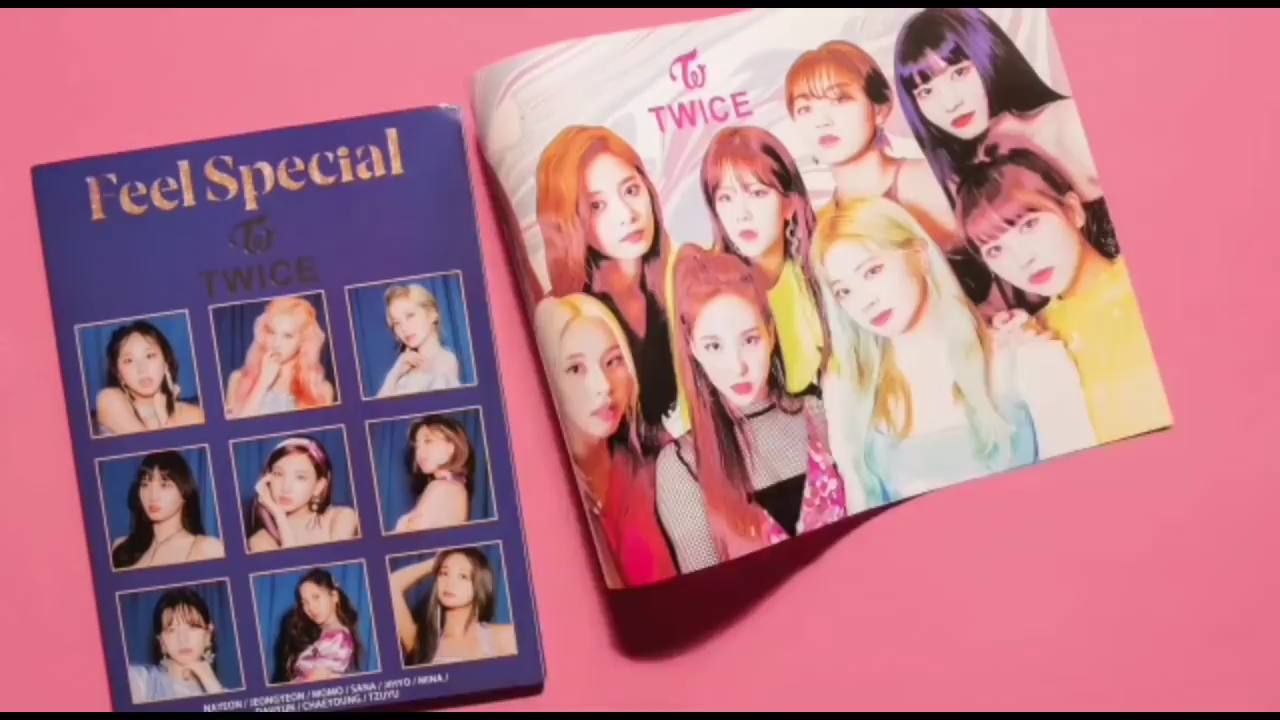 Feel Special
TWICE
NAYEON / JEONGYEON / MOMO / SANA / JIHYO / MINA /
DAHYUN / CHAEYOUNG / TZUYU
TWICE